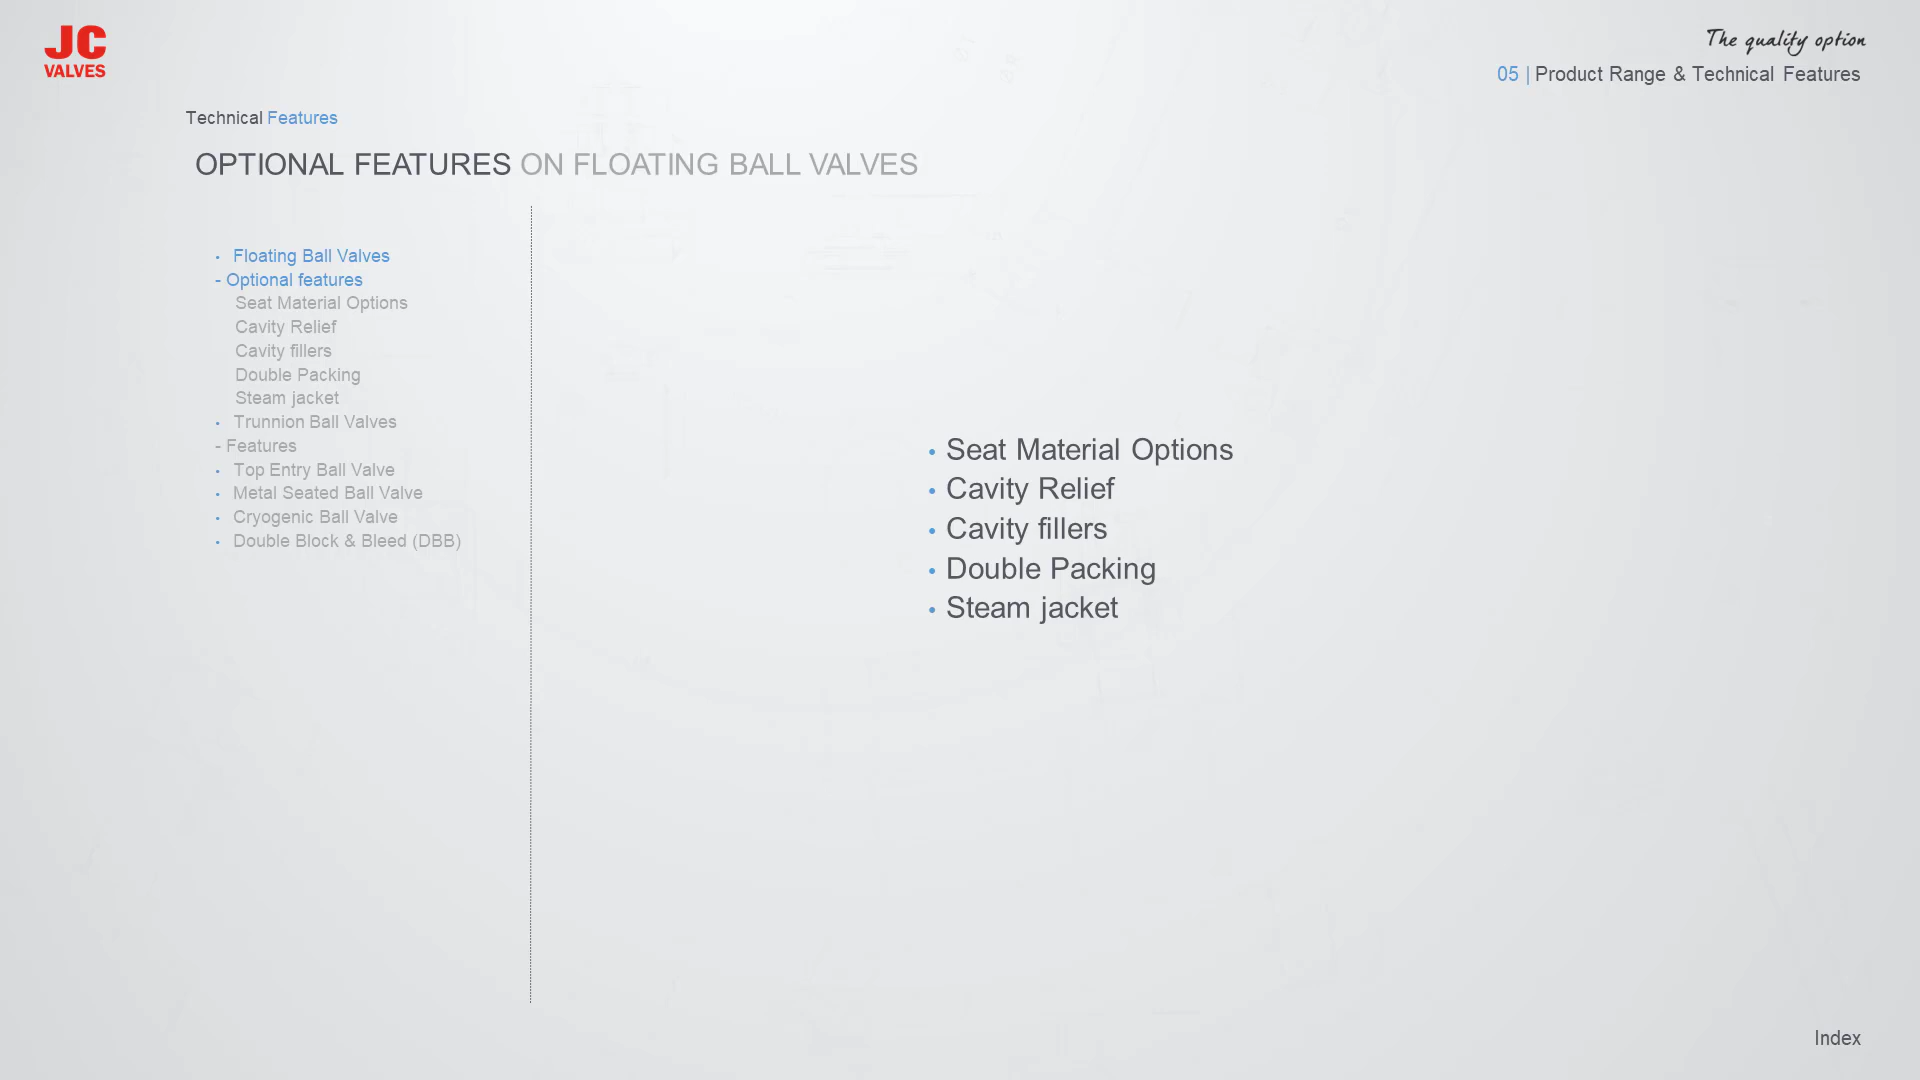 JC
VALVES
The quality option
05 | Product Range & Technical Features
Technical Features
OPTIONAL FEATURES ON FLOATING BALL VALVES
• Floating Ball Valves
- Optional features
Seat Material Options
Cavity Relief
Cavity fillers
Double Packing
Steam jacket
• Trunnion Ball Valves
- Features
• Top Entry Ball Valve
• Metal Seated Ball Valve
• Cryogenic Ball Valve
• Double Block & Bleed (DBB)
• Seat Material Options
• Cavity Relief
• Cavity fillers
• Double Packing
• Steam jacket
Index